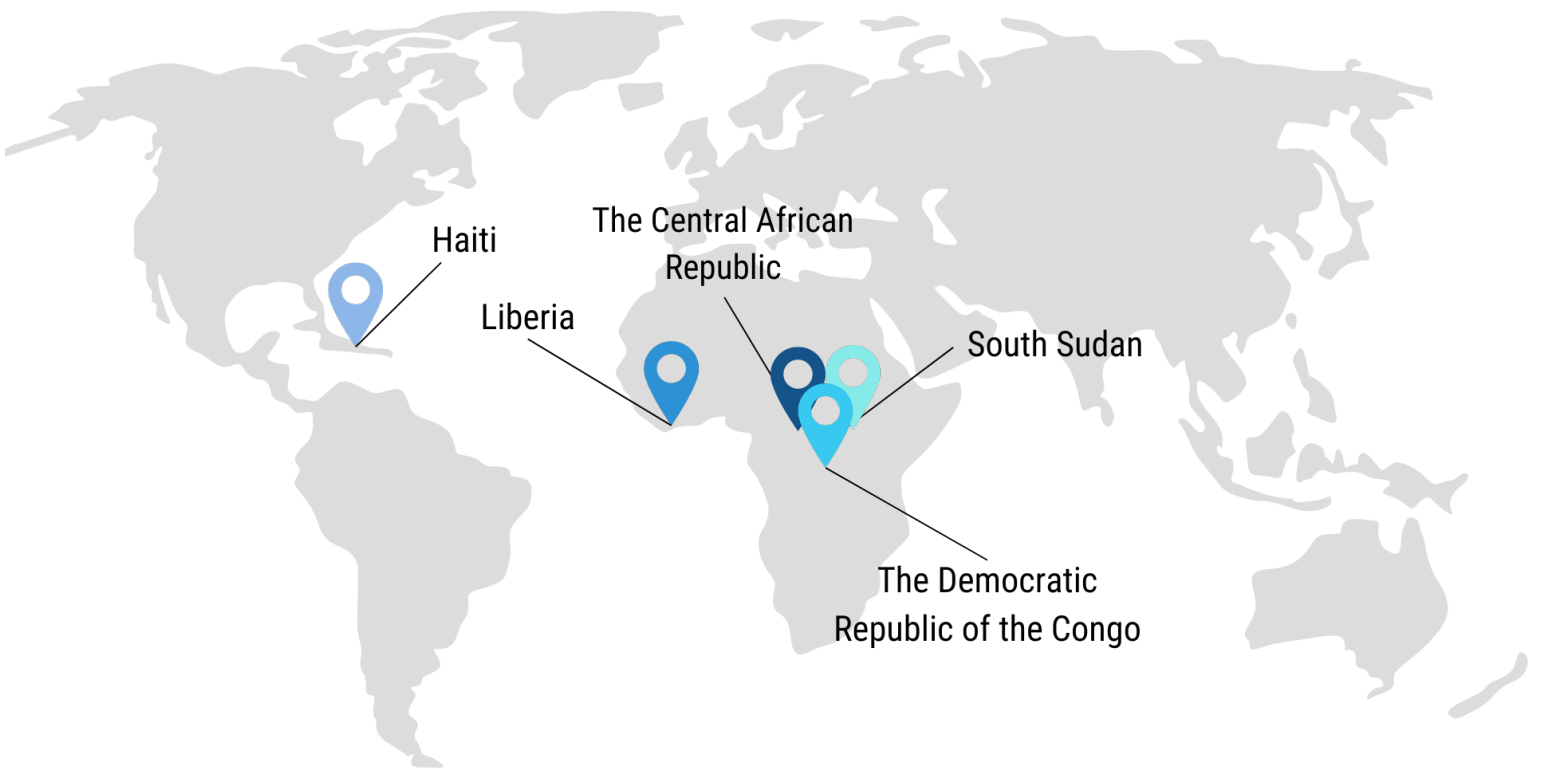 The Central African
Republic
Haiti
Liberia
South Sudan
The Democratic
Republic of the Congo